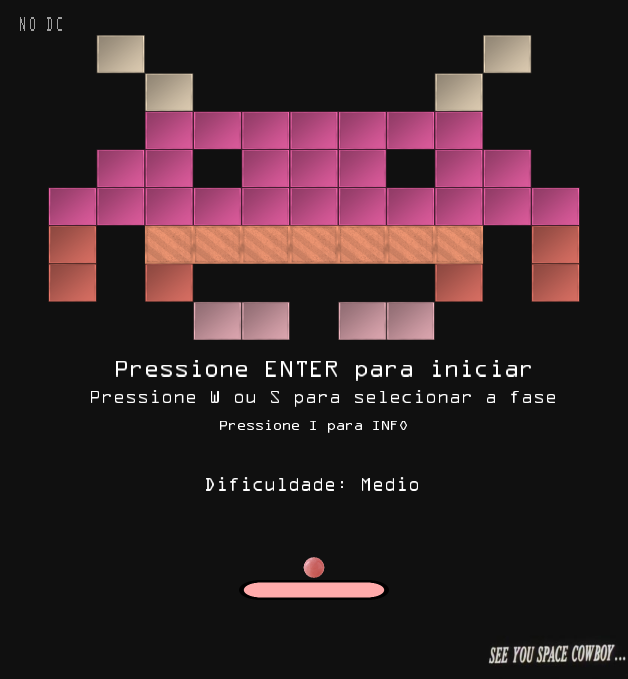 NO DC
Pressione ENTER para iniciar
Pressione W ou S para selecionar a fase
Pressione I para INFO
Dificuldade: Medio
SEE YOU SPACE COWBOY...